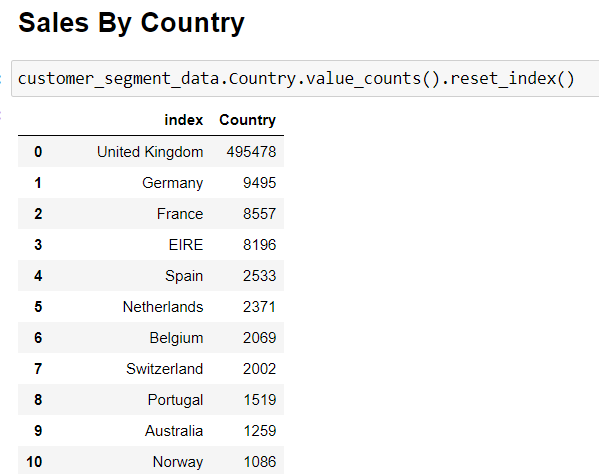 Sales By Country
customer_segment_data.Country.value_counts().reset_index()
index Country
0 United Kingdom 495478
1 Germany 9495
2 France 8557
3 EIRE 8196
4 Spain 2533
5 Netherlands 2371
6 Belgium 2069
7 Switzerland 2002
8 Portugal 1519
9 Australia 1259
10 Norway 1086